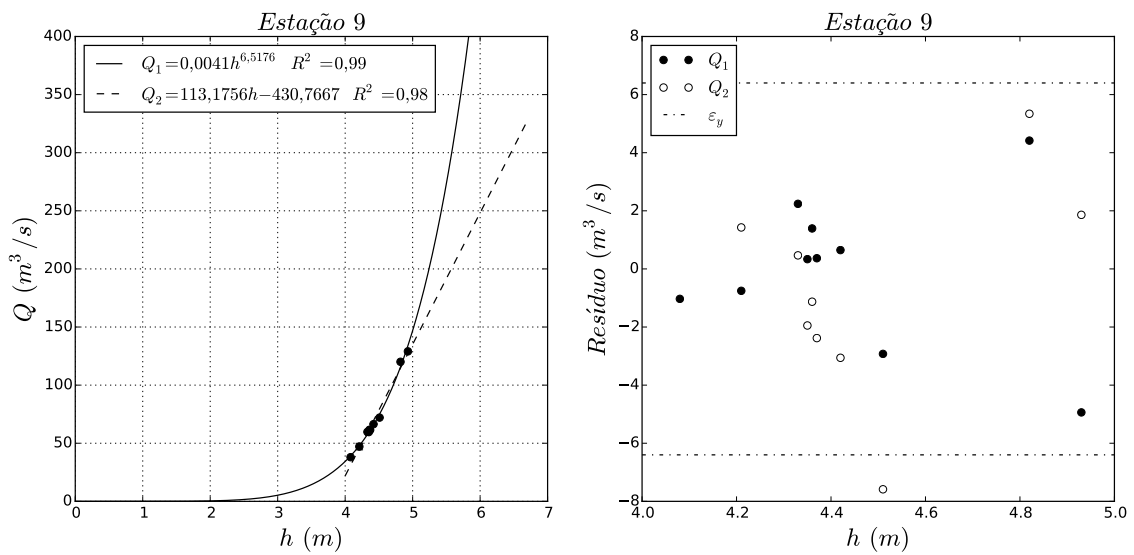 Estação 9
Q₁=0,0041h^{6,5176} R² =0,99
Q₂=113,1756h−430,7667 R² =0,98
400
350
300
250
200
150
100
50
0
Q (m³/s)
0 1 2 3 4 5 6 7
h (m)
Estação 9
Q₁
Q₂
ε_y
8
6
4
2
0
−2
−4
−6
−8
Resíduo (m³/s)
4.0 4.2 4.4 4.6 4.8 5.0
h (m)